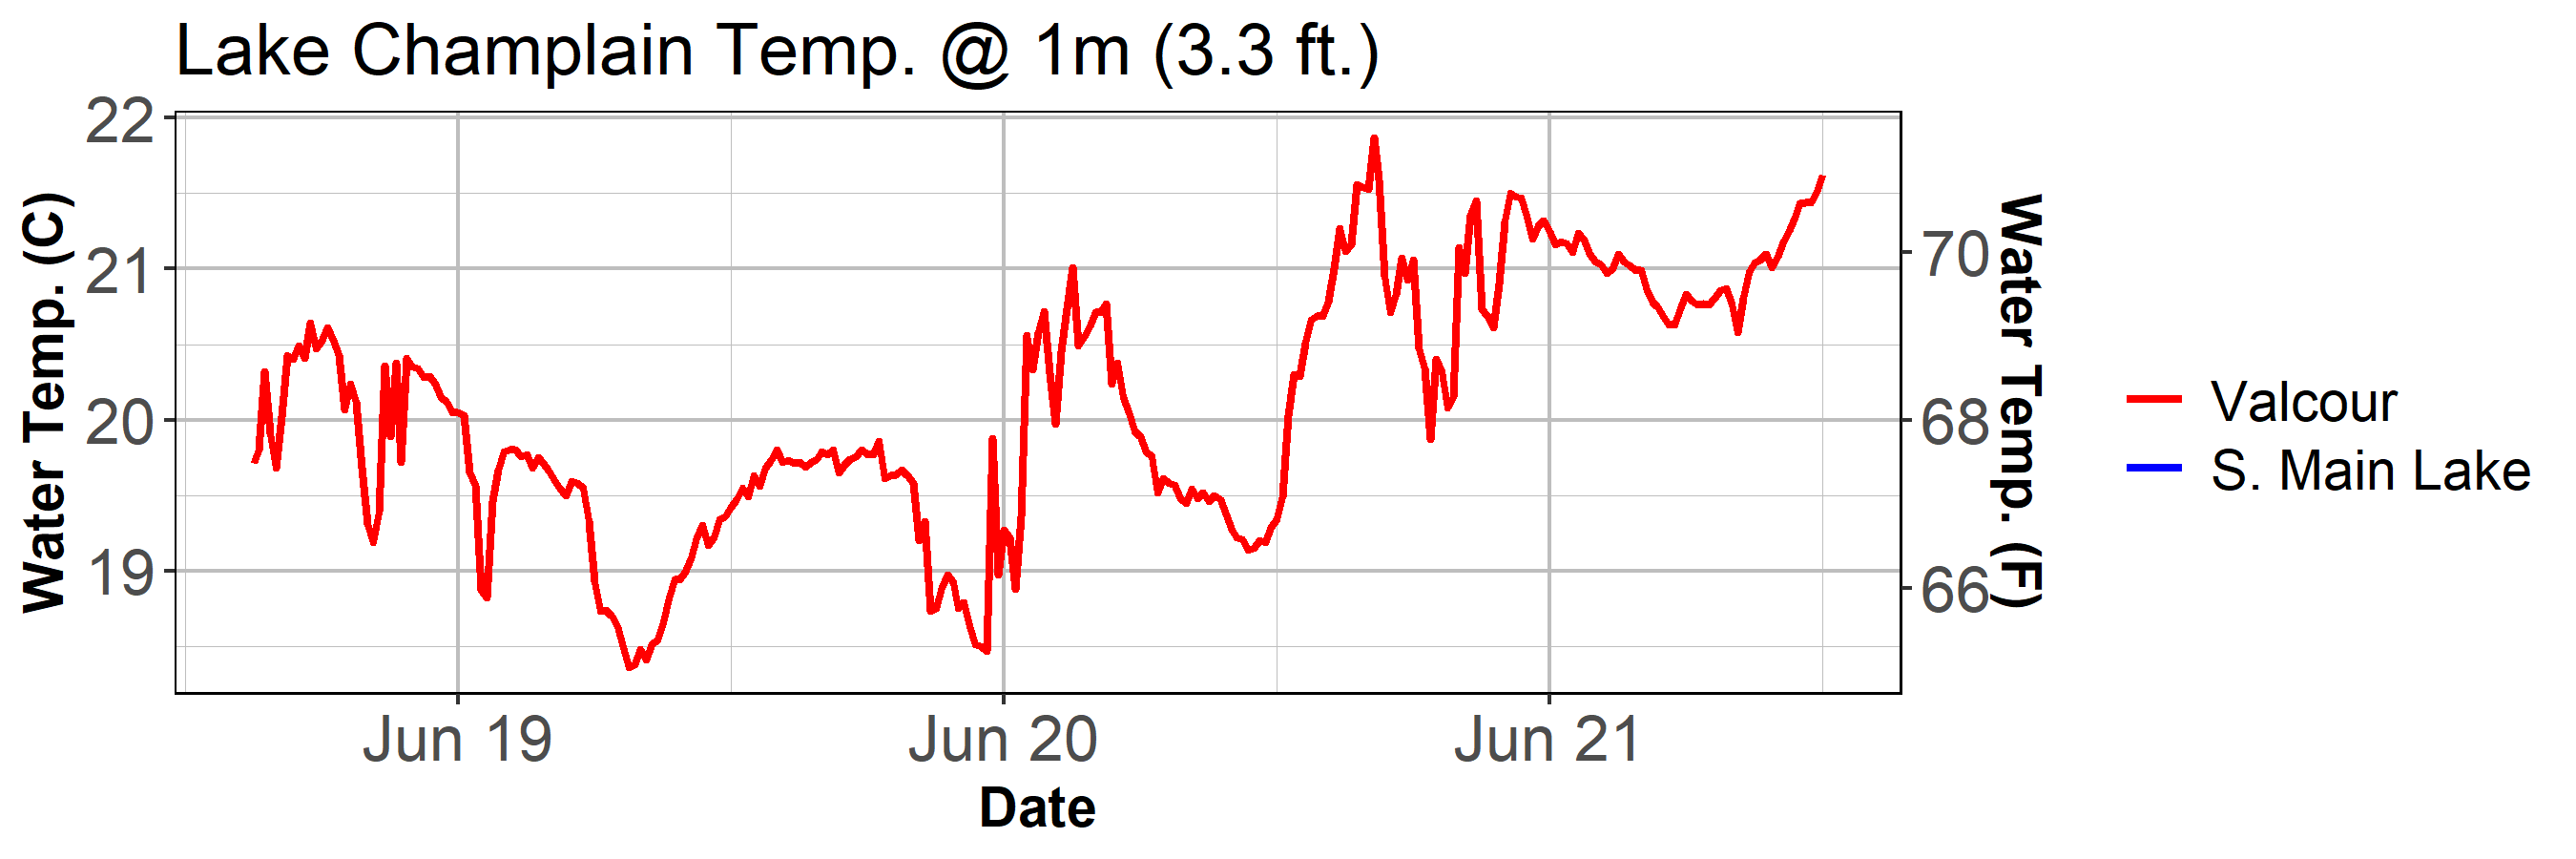 Lake Champlain Temp. @ 1m (3.3 ft.)
22
21
20
19
Water Temp. (C)
70
68
66
Water Temp. (F)
Jun 19
Jun 20
Jun 21
Date
Valcour
S. Main Lake